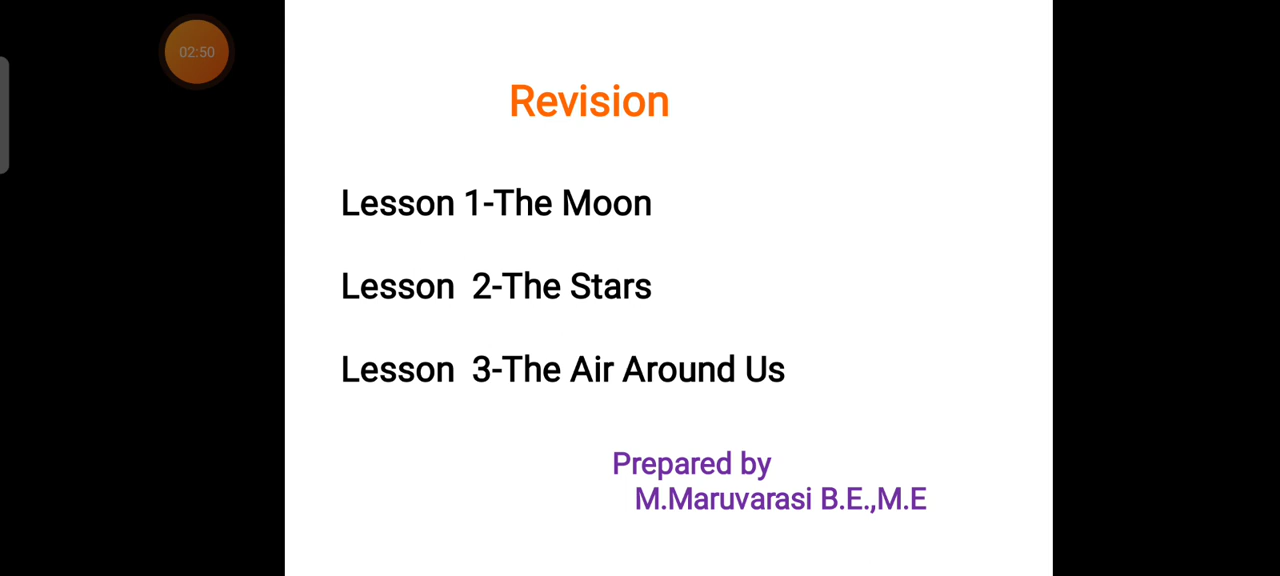 02:50
Revision
Lesson 1-The Moon
Lesson 2-The Stars
Lesson 3-The Air Around Us
Prepared by
M.Maruvarasi B.E.,M.E